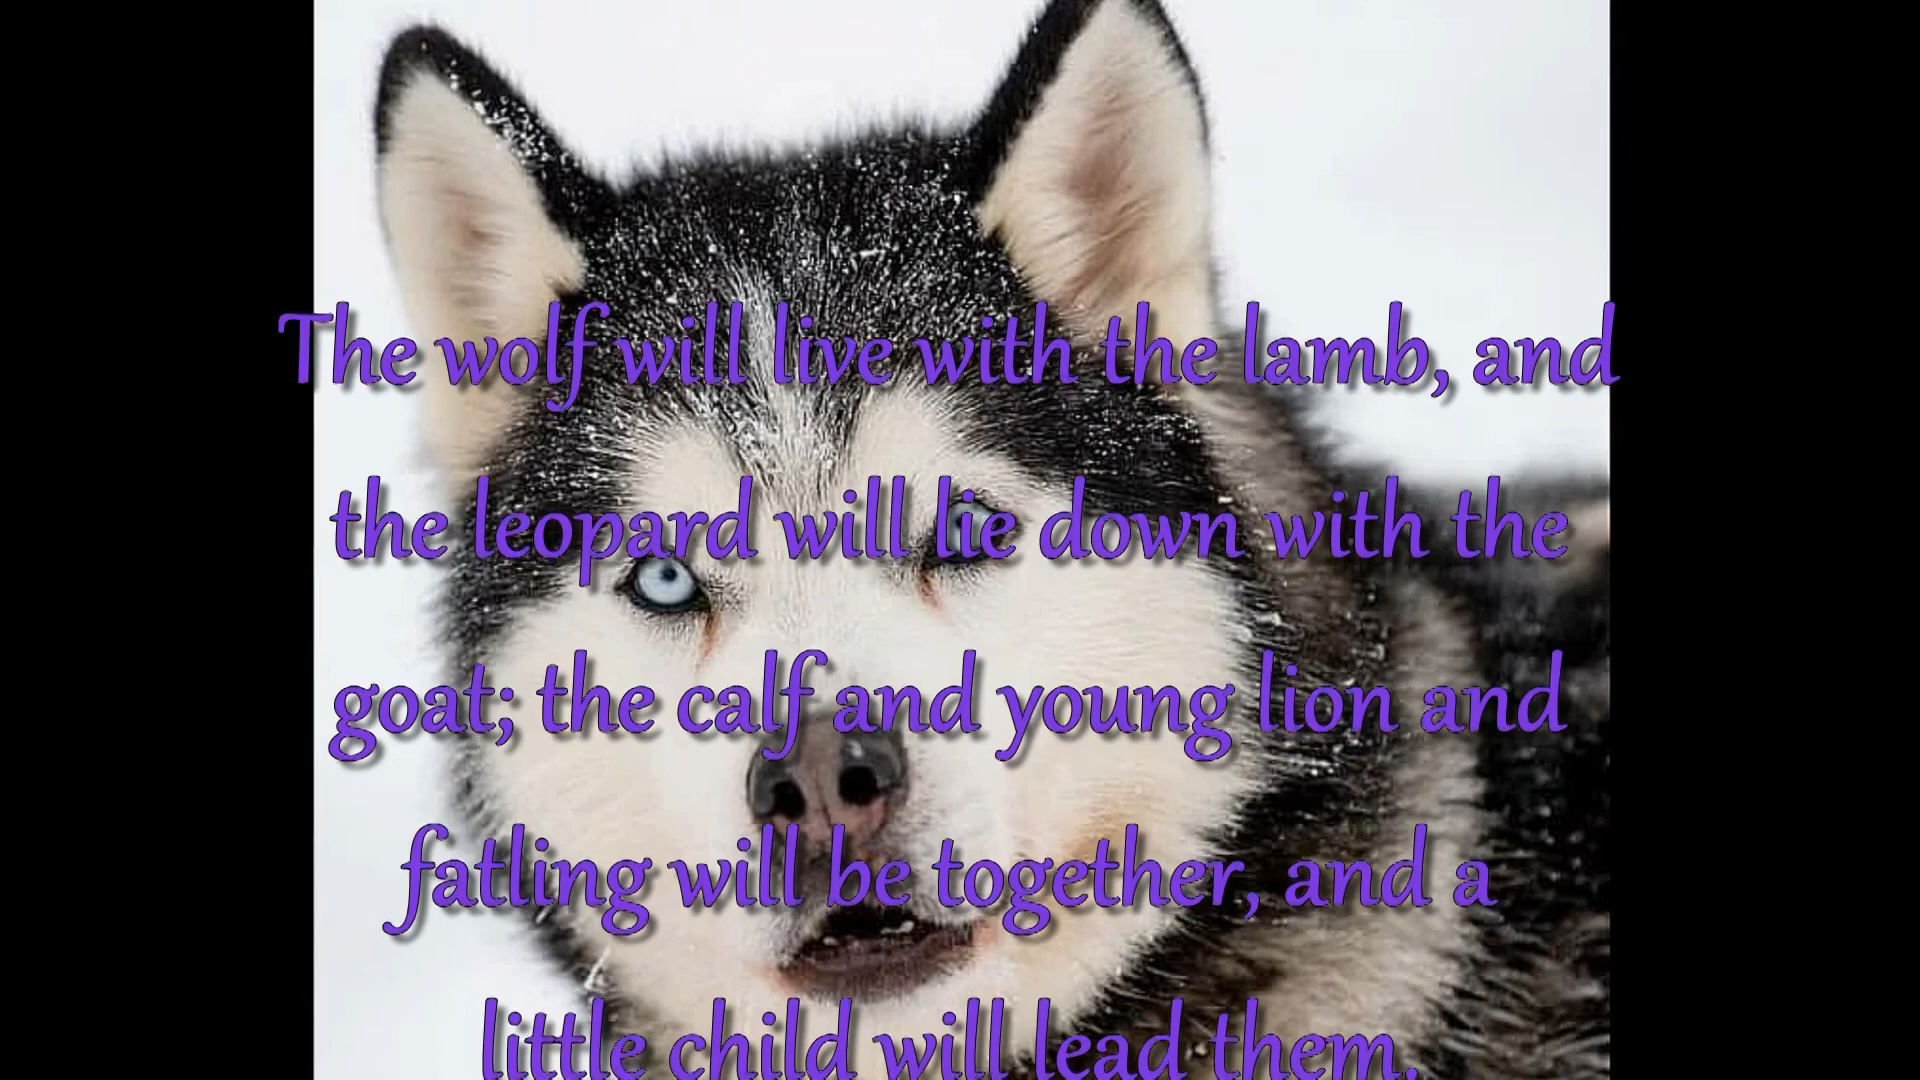 The wolf will live with the lamb, and
the leopard will lie down with the
goat; the calf and young lion and
fatling will be together, and a
little child will lead them.